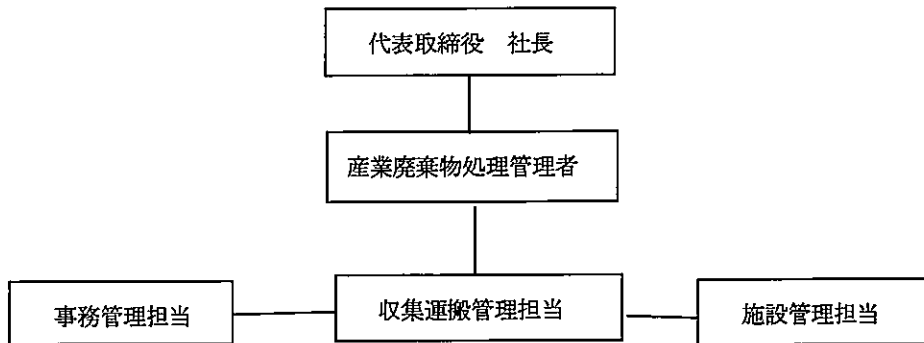 代表取締役　社長
産業廃棄物処理管理者
事務管理担当
収集運搬管理担当
施設管理担当